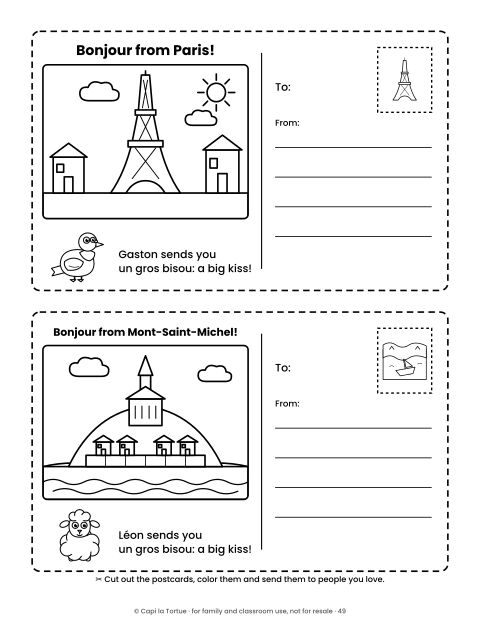 Bonjour from Paris!
To:
From:
Gaston sends you
un gros bisou: a big kiss!
Bonjour from Mont-Saint-Michel!
To:
From:
Léon sends you
un gros bisou: a big kiss!
✂ Cut out the postcards, color them and send them to people you love.
© Capi la Tortue · for family and classroom use, not for resale · 49